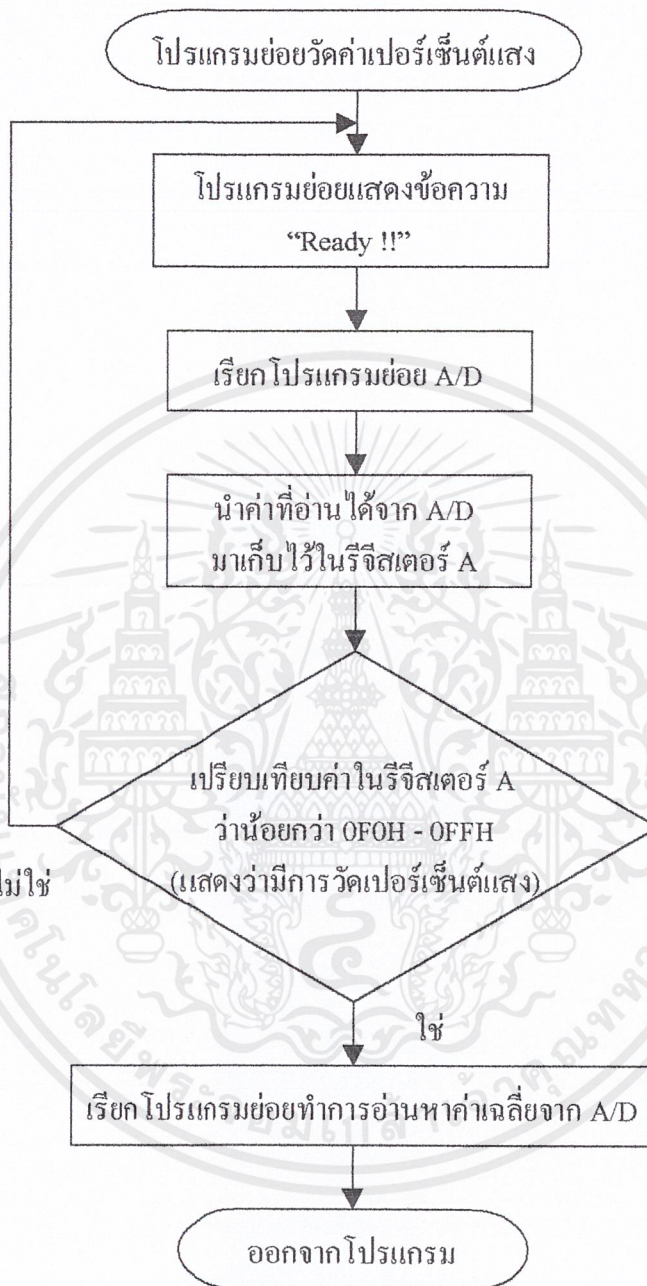 โปรแกรมย่อยวัดค่าเปอร์เซ็นต์แสง
โปรแกรมย่อยแสดงข้อความ
“Ready !!”
เรียกโปรแกรมย่อย A/D
นำค่าที่อ่านได้จาก A/D
มาเก็บไว้ในรีจีสเตอร์ A
เปรียบเทียบค่าในรีจีสเตอร์ A
ว่าน้อยกว่า 0F0H - 0FFH
(แสดงว่ามีการวัดเปอร์เซ็นต์แสง)
ไม่ใช่
ใช่
เรียกโปรแกรมย่อยทำการอ่านหาค่าเฉลี่ยจาก A/D
ออกจากโปรแกรม